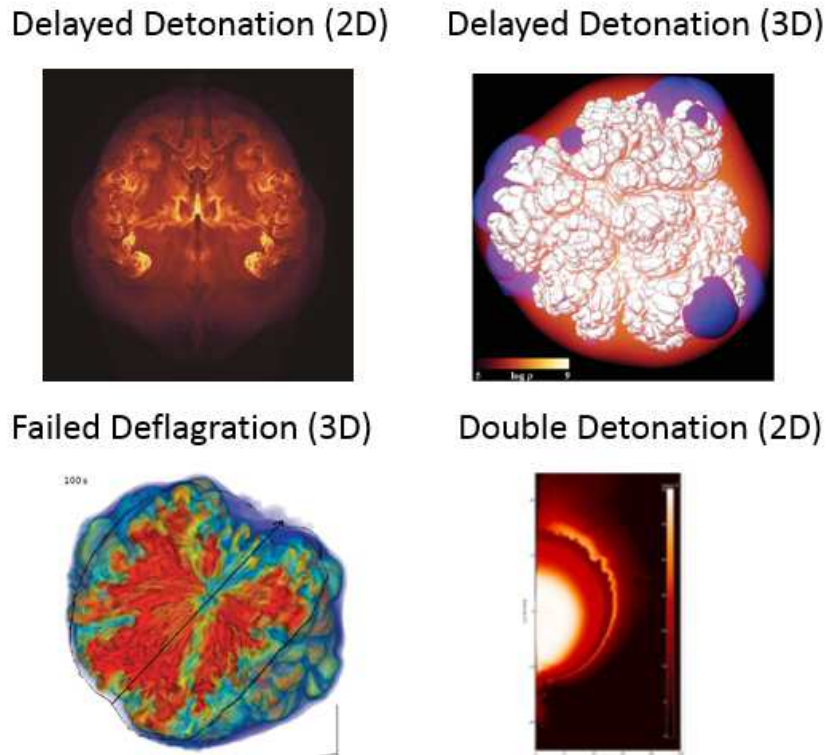 Delayed Detonation (2D)
Delayed Detonation (3D)
log ρ
Failed Deflagration (3D)
Double Detonation (2D)
100 s